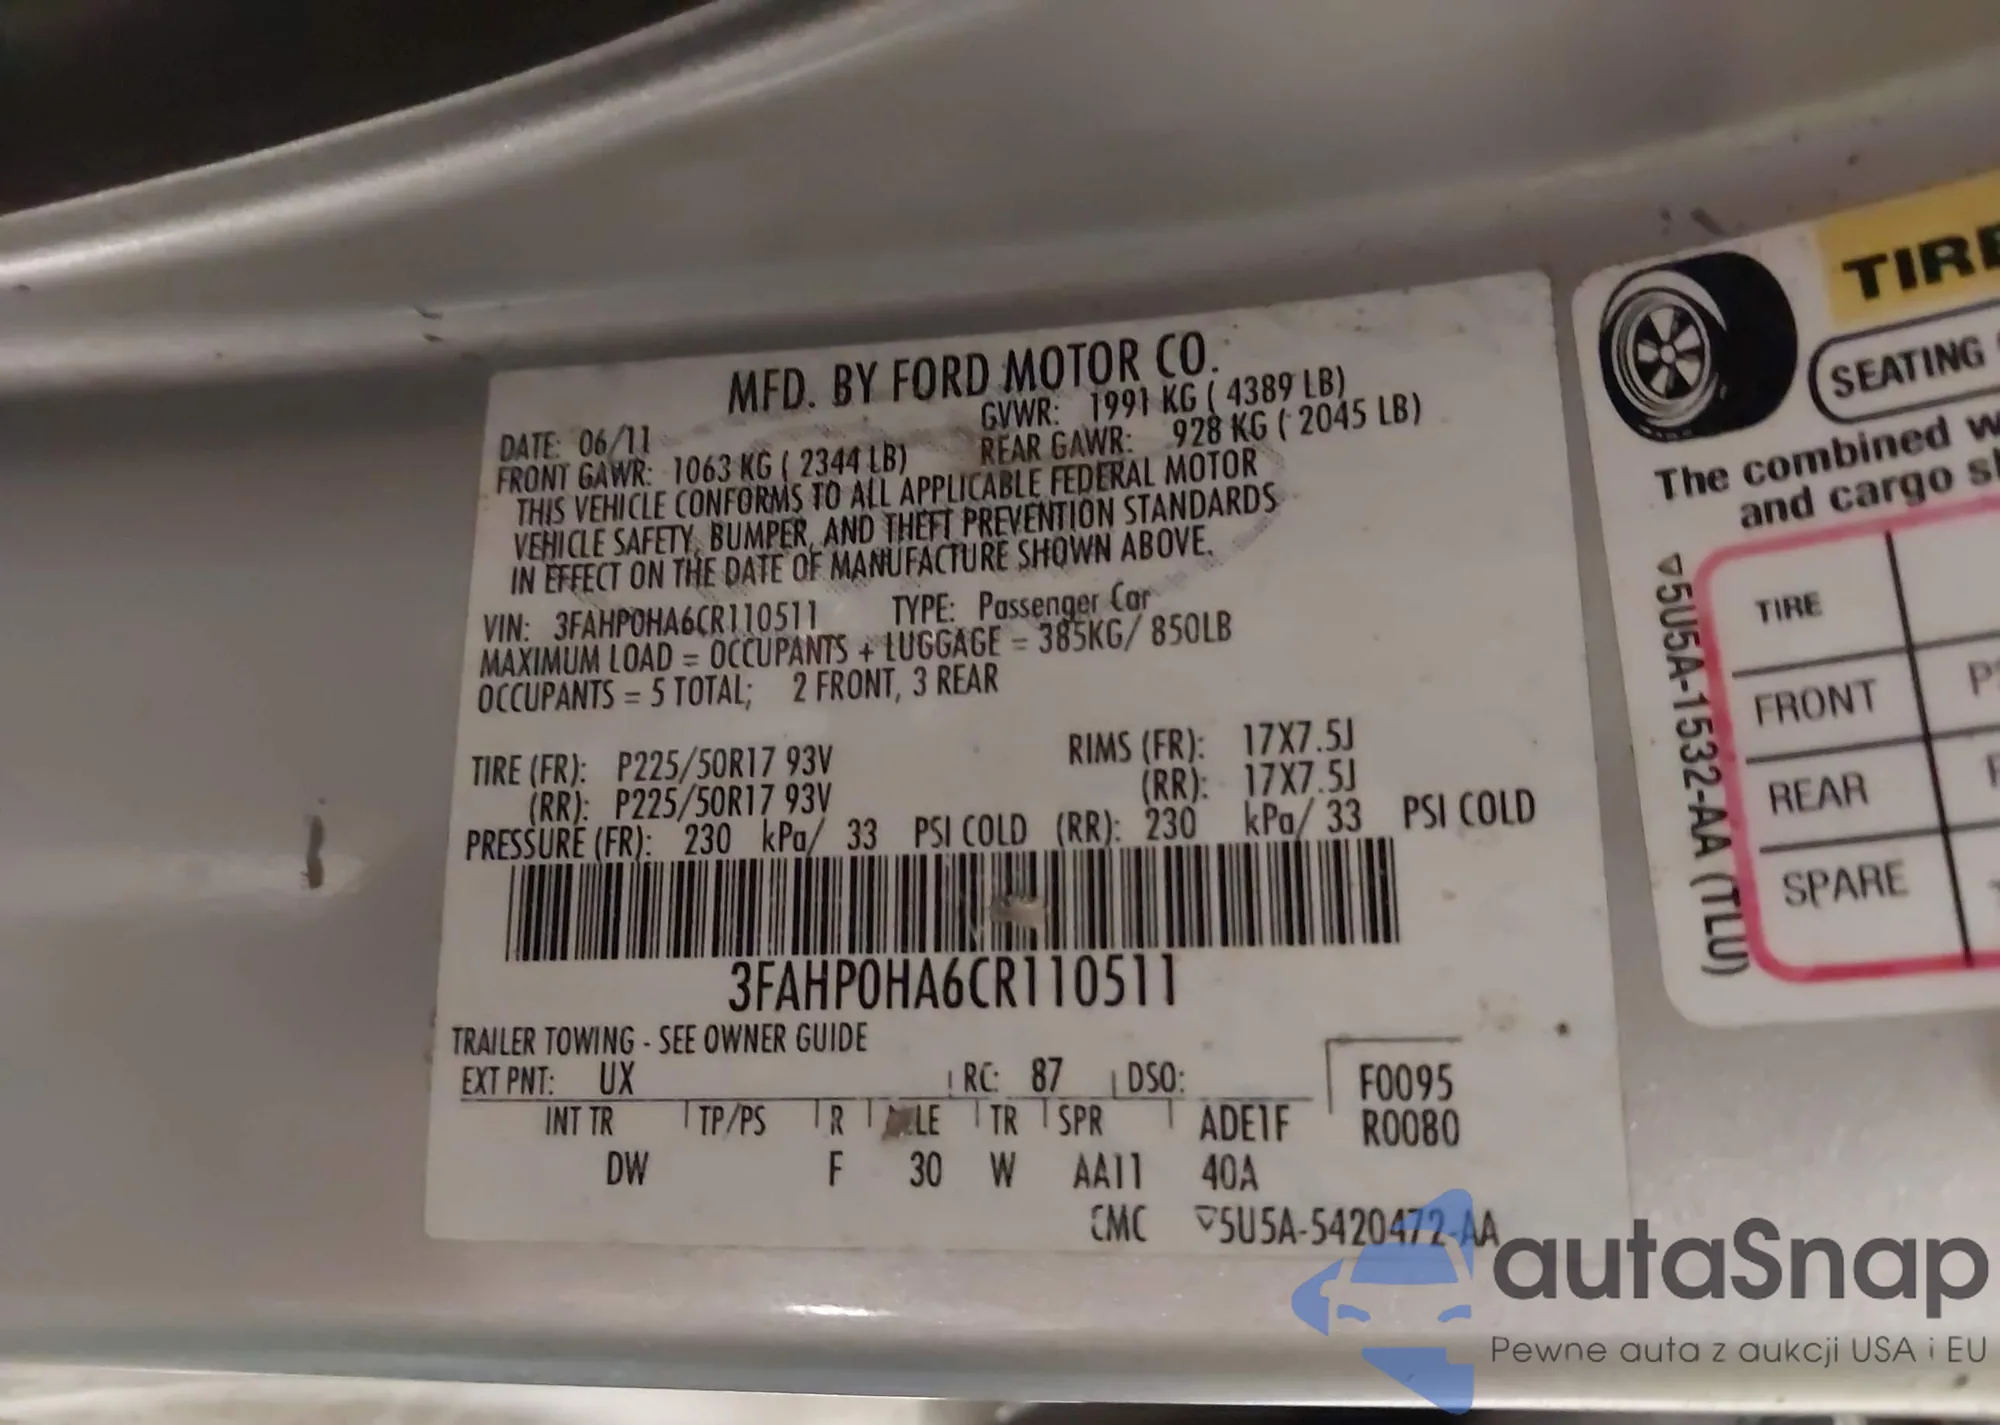 MFD. BY FORD MOTOR CO.
DATE: 06/11 GVWR: 1991 KG ( 4389 LB)
FRONT GAWR: 1063 KG ( 2344 LB) REAR GAWR: 928 KG ( 2045 LB)
THIS VEHICLE CONFORMS TO ALL APPLICABLE FEDERAL MOTOR
VEHICLE SAFETY, BUMPER, AND THEFT PREVENTION STANDARDS
IN EFFECT ON THE DATE OF MANUFACTURE SHOWN ABOVE.
VIN: 3FAHP0HA6CR110511 TYPE: Passenger Car
MAXIMUM LOAD = OCCUPANTS + LUGGAGE = 385KG/ 850LB
OCCUPANTS = 5 TOTAL; 2 FRONT, 3 REAR
TIRE (FR): P225/50R17 93V RIMS (FR): 17X7.5J
(RR): P225/50R17 93V (RR): 17X7.5J
PRESSURE (FR): 230 kPa/ 33 PSI COLD (RR): 230 kPa/ 33 PSI COLD
3FAHP0HA6CR110511
TRAILER TOWING - SEE OWNER GUIDE
EXT PNT: UX RC: 87 DSO: F0095
INT TR TP/PS R TR SPR ADE1F R0080
DW F 30 W AA11 40A
CMC ▽5U5A-5420472-AA
SEATING
The combined
and cargo
TIRE
FRONT
REAR
SPARE
▽5U5A-1532-AA (TLU)
autaSnap
Pewne auta z aukcji USA i EU